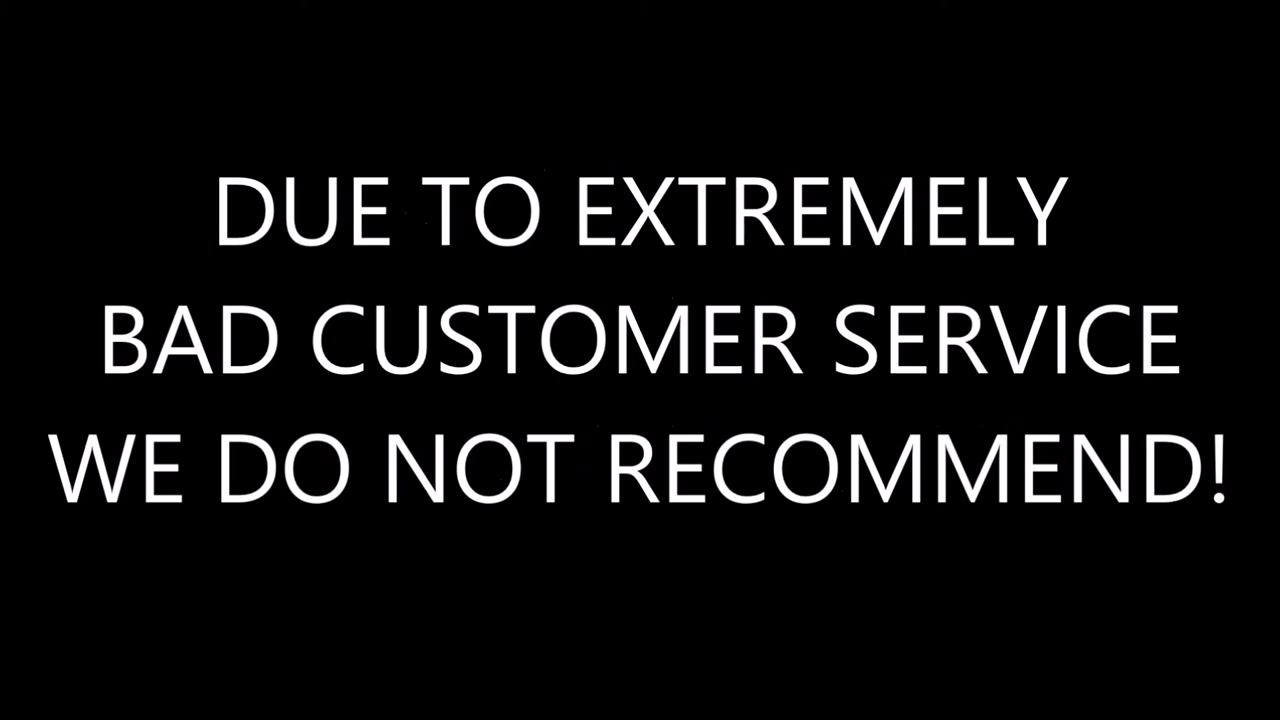 DUE TO EXTREMELY
BAD CUSTOMER SERVICE
WE DO NOT RECOMMEND!